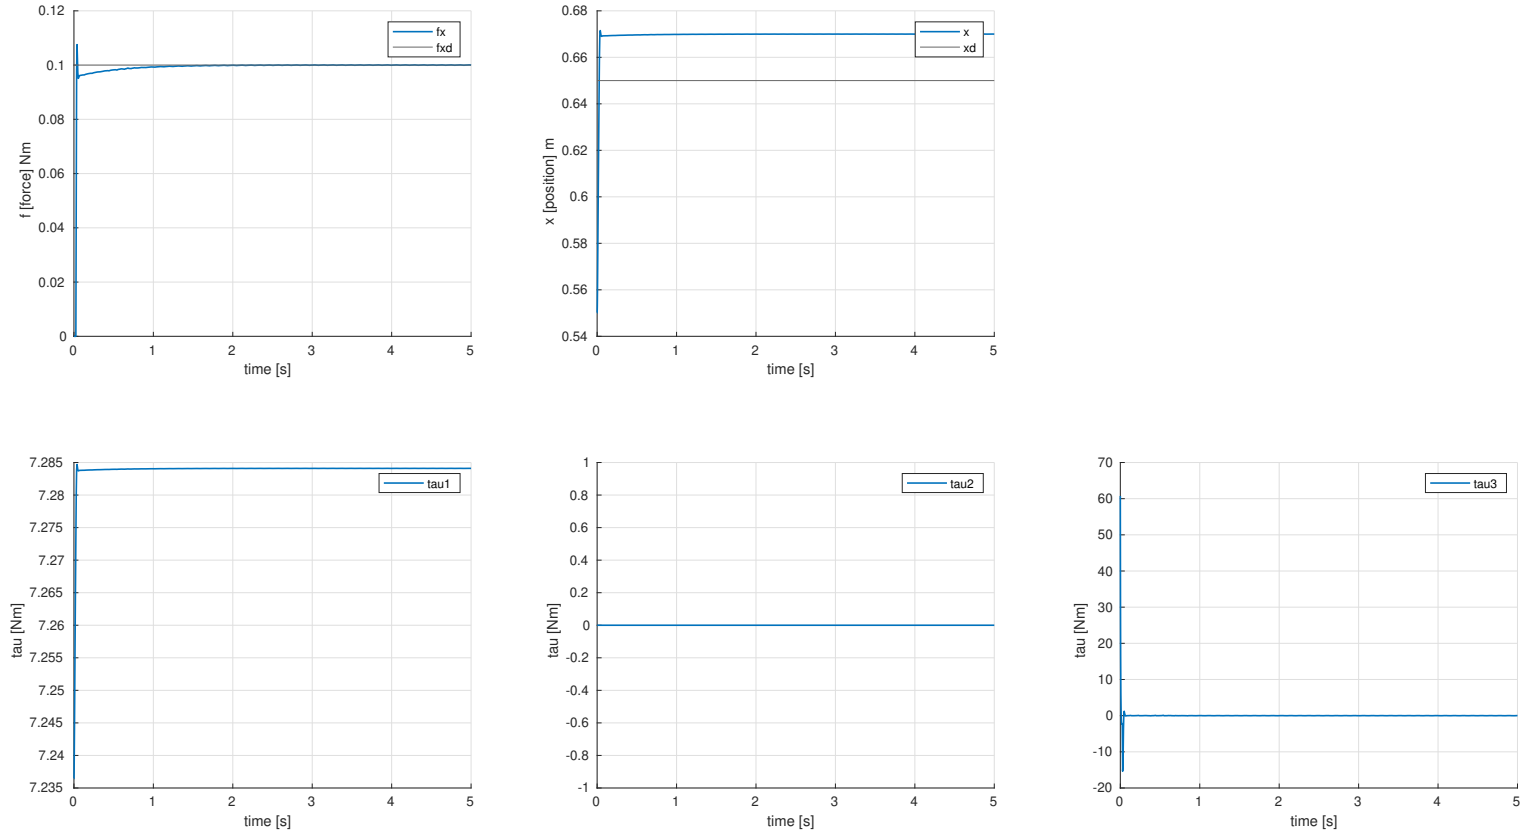 0.12
0.1
0.08
0.06
0.04
0.02
0
f [force] Nm
fx
fxd
0 1 2 3 4 5
time [s]
0.68
0.66
0.64
0.62
0.6
0.58
0.56
0.54
x [position] m
x
xd
0 1 2 3 4 5
time [s]
7.285
7.28
7.275
7.27
7.265
7.26
7.255
7.25
7.245
7.24
7.235
tau [Nm]
tau1
0 1 2 3 4 5
time [s]
1
0.8
0.6
0.4
0.2
0
-0.2
-0.4
-0.6
-0.8
-1
tau [Nm]
tau2
0 1 2 3 4 5
time [s]
70
60
50
40
30
20
10
0
-10
-20
tau [Nm]
tau3
0 1 2 3 4 5
time [s]